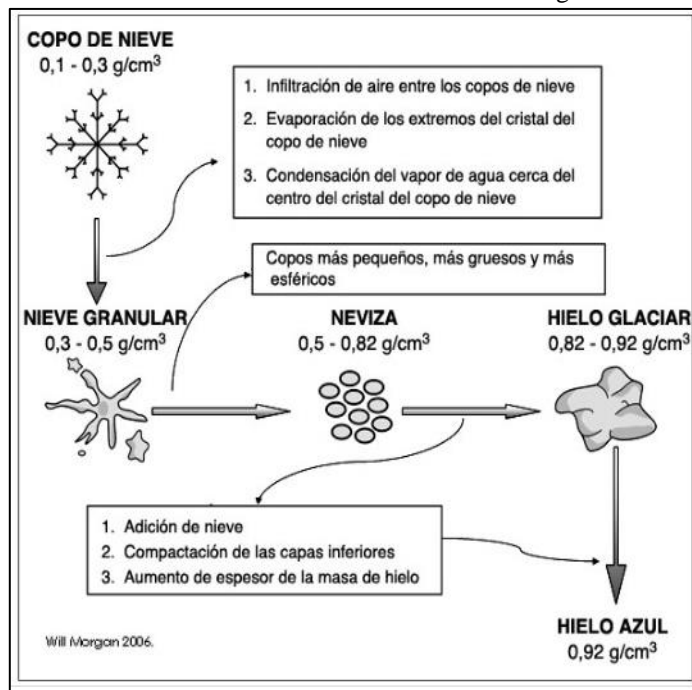 COPO DE NIEVE
0,1 - 0,3 g/cm³
1. Infiltración de aire entre los copos de nieve
2. Evaporación de los extremos del cristal del
copo de nieve
3. Condensación del vapor de agua cerca del
centro del cristal del copo de nieve
Copos más pequeños, más gruesos y más
esféricos
NIEVE GRANULAR
0,3 - 0,5 g/cm³
NEVIZA
0,5 - 0,82 g/cm³
HIELO GLACIAR
0,82 - 0,92 g/cm³
1. Adición de nieve
2. Compactación de las capas inferiores
3. Aumento de espesor de la masa de hielo
Will Morgan 2006.
HIELO AZUL
0,92 g/cm³